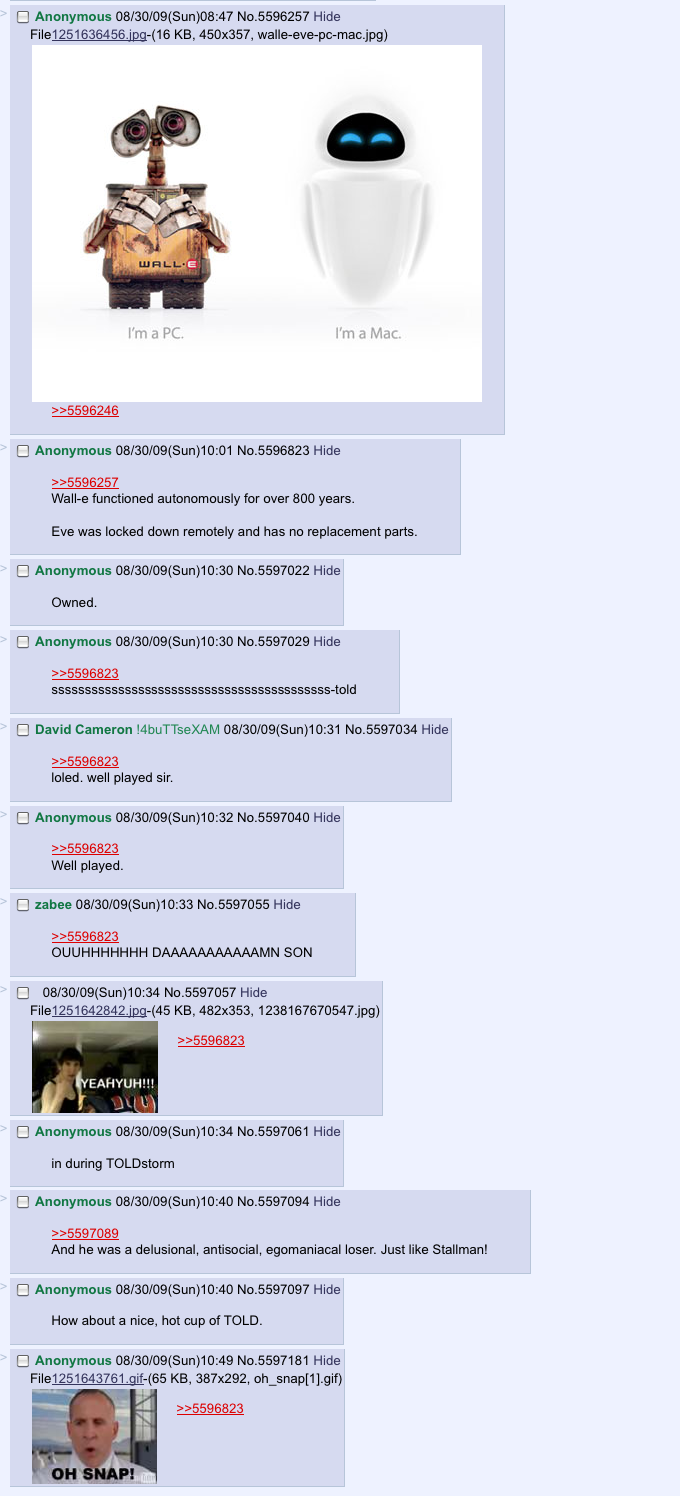 > Anonymous 08/30/09(Sun)08:47 No.5596257 Hide
File1251636456.jpg-(16 KB, 450x357, walle-eve-pc-mac.jpg)
WALL·E
I'm a PC. I'm a Mac.
>>5596246
> Anonymous 08/30/09(Sun)10:01 No.5596823 Hide
>>5596257
Wall-e functioned autonomously for over 800 years.
Eve was locked down remotely and has no replacement parts.
> Anonymous 08/30/09(Sun)10:30 No.5597022 Hide
Owned.
> Anonymous 08/30/09(Sun)10:30 No.5597029 Hide
>>5596823
ssssssssssssssssssssssssssssssssssssssssss-told
> David Cameron !4buTTseXAM 08/30/09(Sun)10:31 No.5597034 Hide
>>5596823
loled. well played sir.
> Anonymous 08/30/09(Sun)10:32 No.5597040 Hide
>>5596823
Well played.
> zabee 08/30/09(Sun)10:33 No.5597055 Hide
>>5596823
OUUHHHHHHH DAAAAAAAAAAAMN SON
> 08/30/09(Sun)10:34 No.5597057 Hide
File1251642842.jpg-(45 KB, 482x353, 1238167670547.jpg)
>>5596823
YEAHYUH!!!
> Anonymous 08/30/09(Sun)10:34 No.5597061 Hide
in during TOLDstorm
> Anonymous 08/30/09(Sun)10:40 No.5597094 Hide
>>5597089
And he was a delusional, antisocial, egomaniacal loser. Just like Stallman!
> Anonymous 08/30/09(Sun)10:40 No.5597097 Hide
How about a nice, hot cup of TOLD.
> Anonymous 08/30/09(Sun)10:49 No.5597181 Hide
File1251643761.gif-(65 KB, 387x292, oh_snap[1].gif)
>>5596823
OH SNAP!